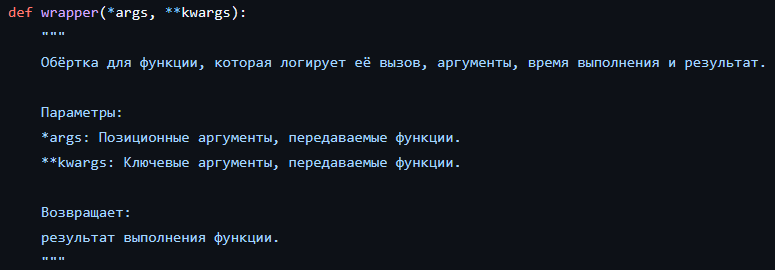 def wrapper(*args, **kwargs):
"""
Обёртка для функции, которая логирует её вызов, аргументы, время выполнения и результат.
Параметры:
*args: Позиционные аргументы, передаваемые функции.
**kwargs: Ключевые аргументы, передаваемые функции.
Возвращает:
результат выполнения функции.
"""